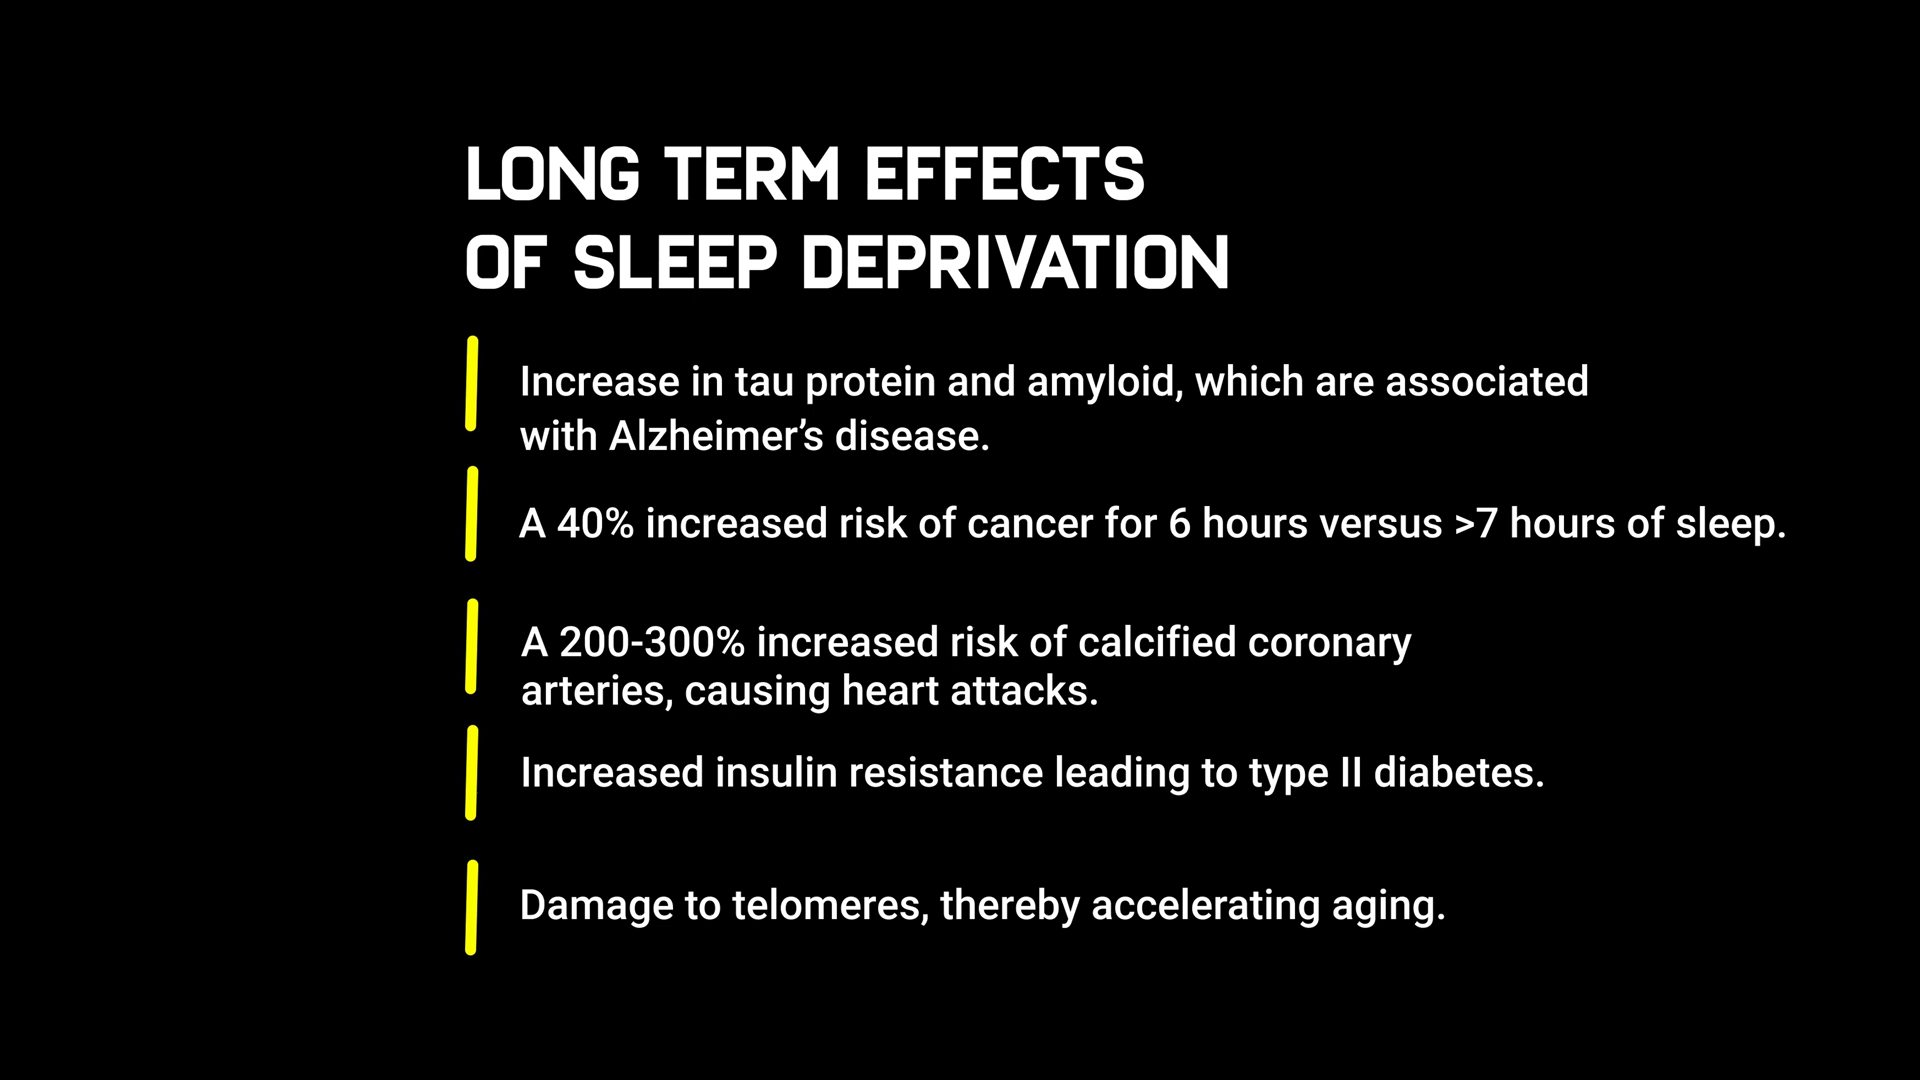 LONG TERM EFFECTS
OF SLEEP DEPRIVATION
Increase in tau protein and amyloid, which are associated
with Alzheimer’s disease.
A 40% increased risk of cancer for 6 hours versus >7 hours of sleep.
A 200-300% increased risk of calcified coronary
arteries, causing heart attacks.
Increased insulin resistance leading to type II diabetes.
Damage to telomeres, thereby accelerating aging.